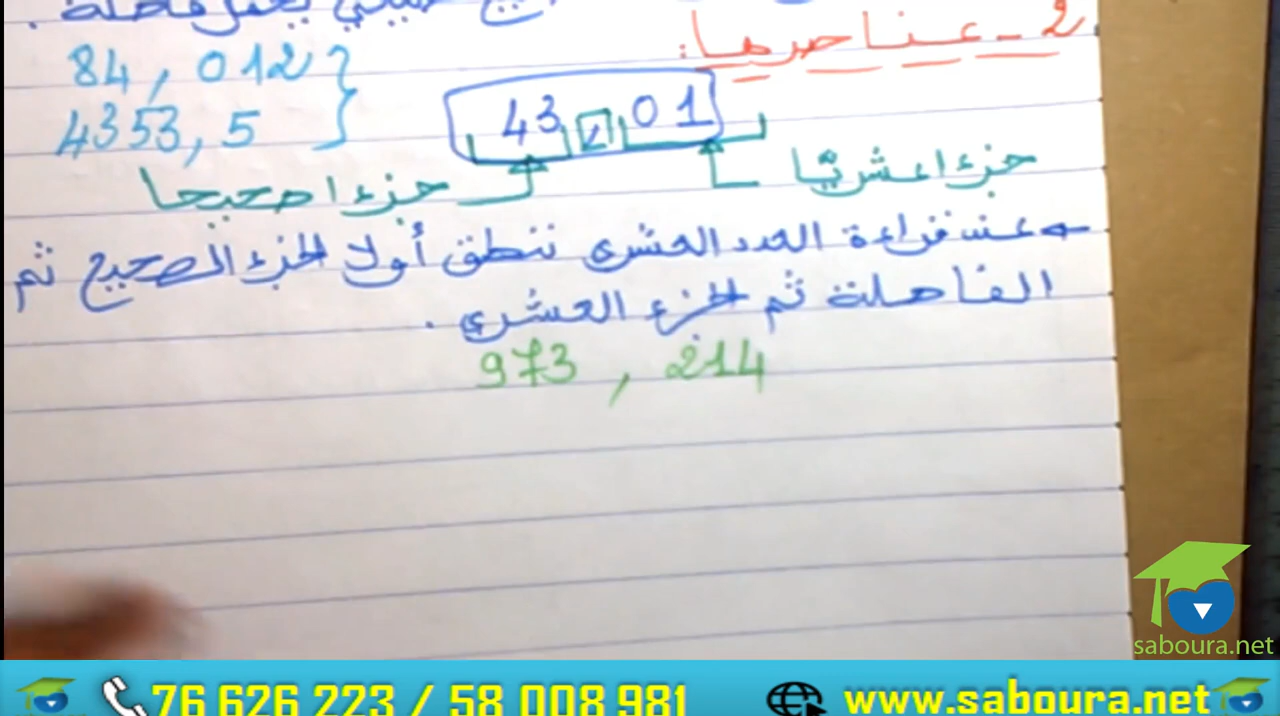 يحمل فاصلة .
2 - عناصرها :
84 , 012
4353 , 5
43 , 01
جزءا عشريا
جزءا صحيحا
عند قراءة العدد العشري ننطق أولا الجزء الصحيح ثم
الفاصلة ثم الجزء العشري .
973 , 214
saboura.net
76 626 223 / 58 008 981
www.saboura.net